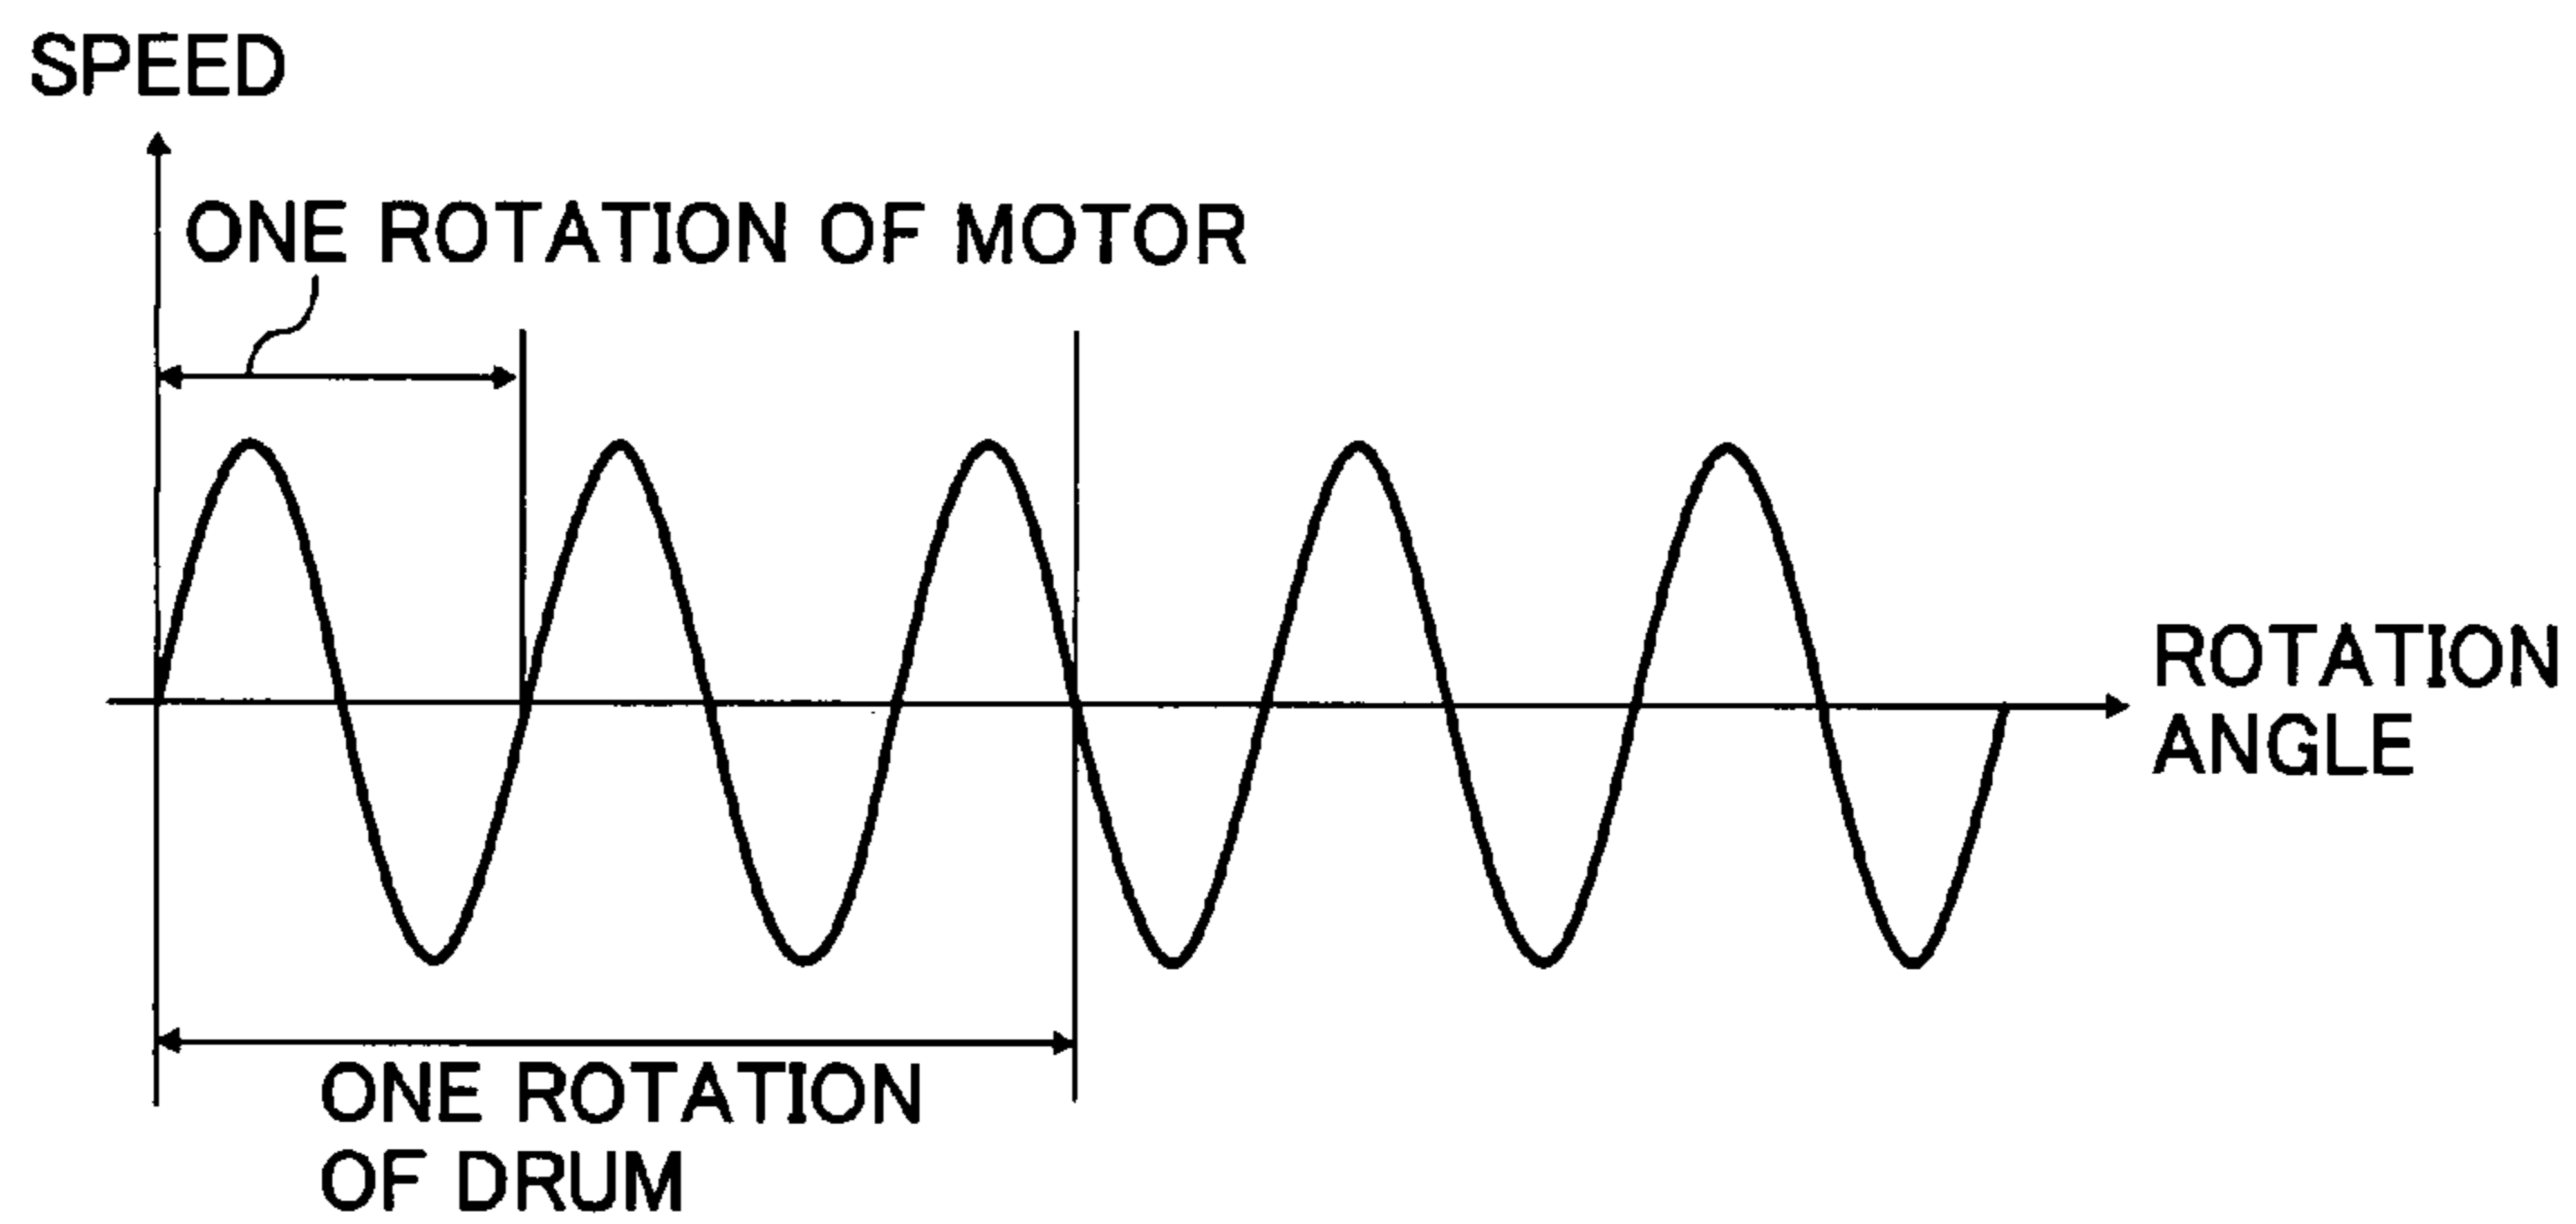 SPEED
ONE ROTATION OF MOTOR
ROTATION
ANGLE
ONE ROTATION
OF DRUM